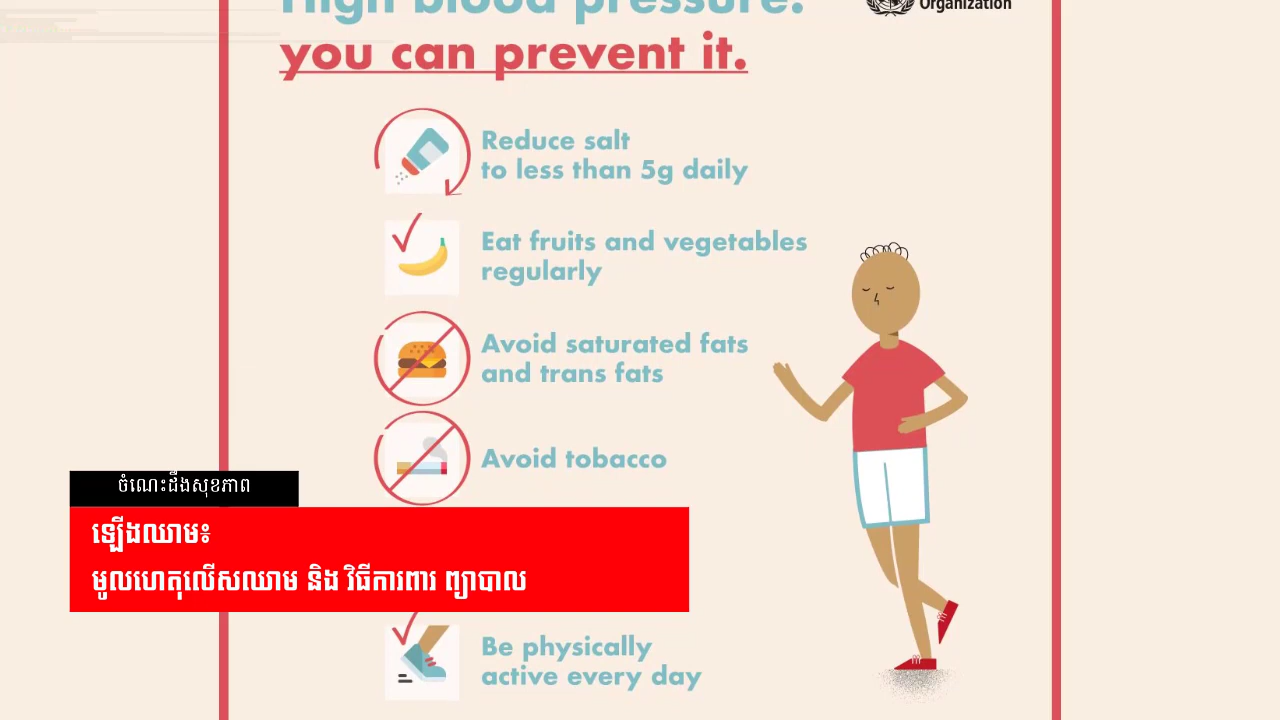 High blood pressure:
Organization
you can prevent it.
Reduce salt
to less than 5g daily
Eat fruits and vegetables
regularly
Avoid saturated fats
and trans fats
Avoid tobacco
ចំណេះដឹងសុខភាព
ឡើងឈាម៖
មូលហេតុលើសឈាម និង វិធីការពារ ព្យាបាល
Be physically
active every day